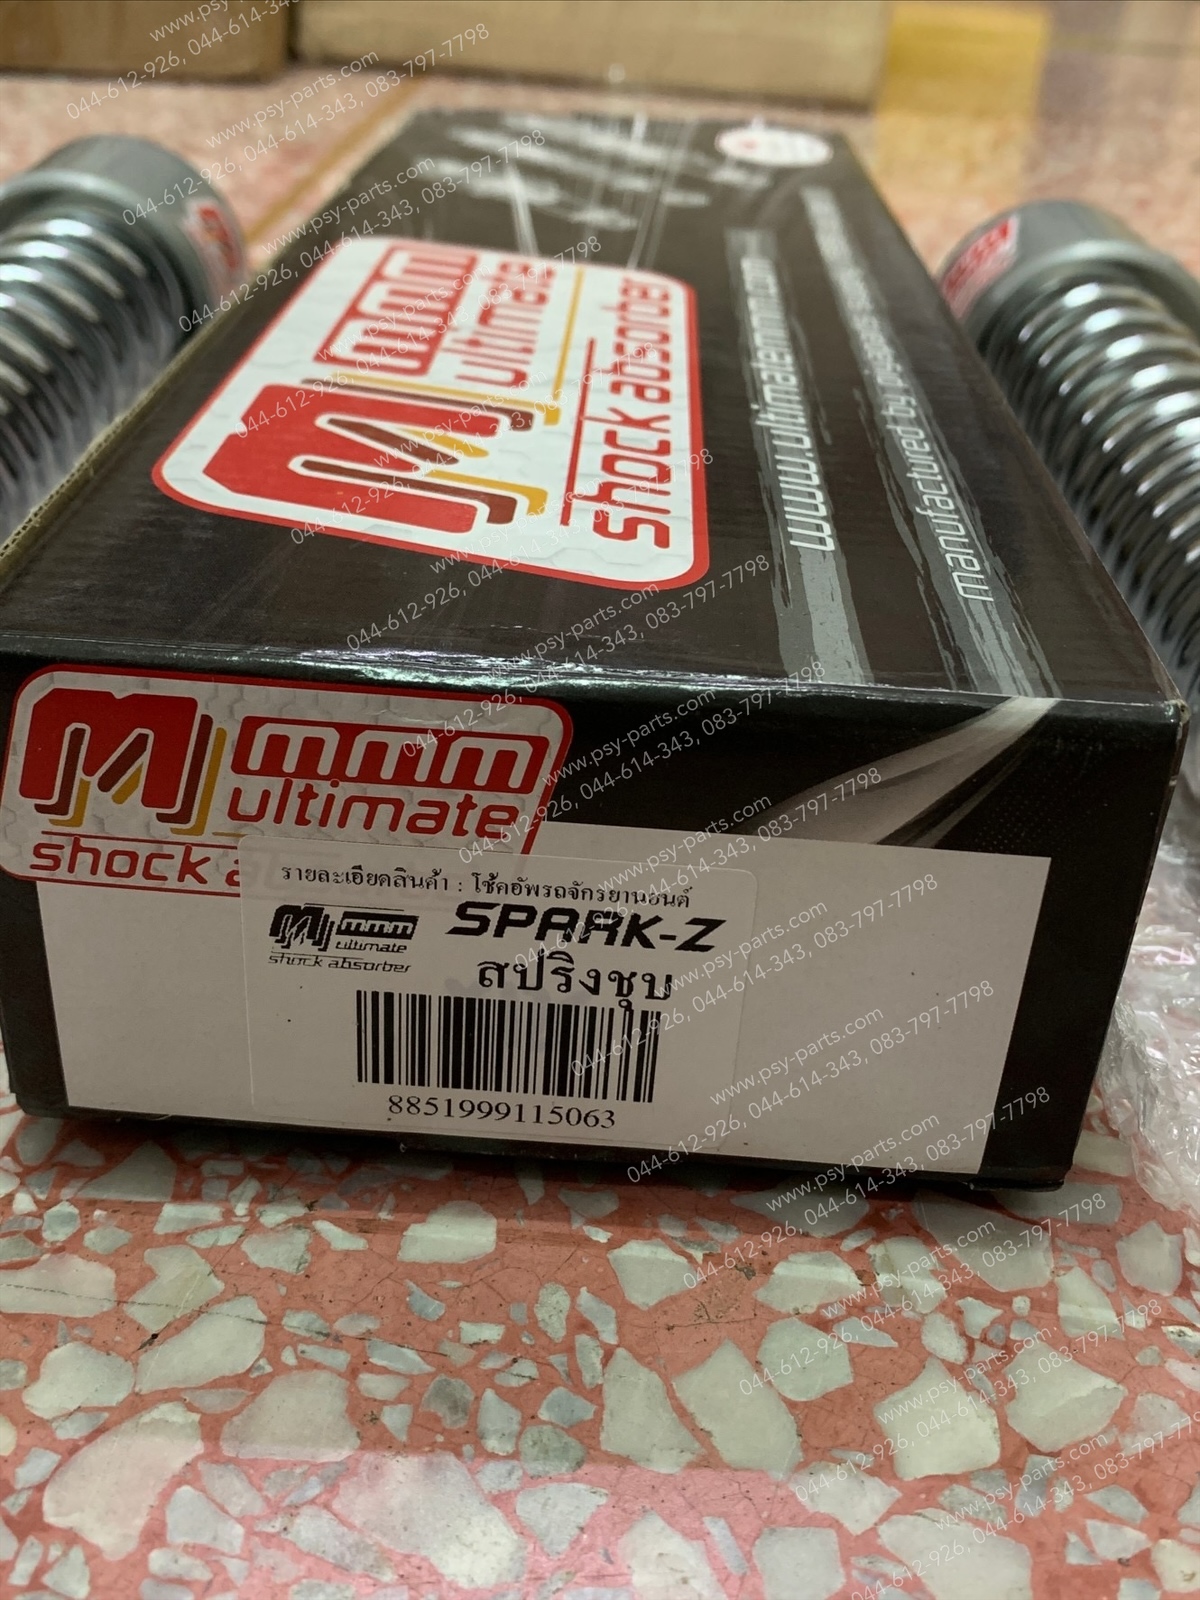 mmm
ultimate
shock absorber
www.ultimatemmm.com
manufactured by
mmm
ultimate
shock
รายละเอียดสินค้า : โช้คอัพรถจักรยานยนต์
mmm
ultimate
shock absorber
SPARK-Z
สปริงชุบ
8851999115063
www.psy-parts.com
044-612-926, 044-614-343, 083-797-7798